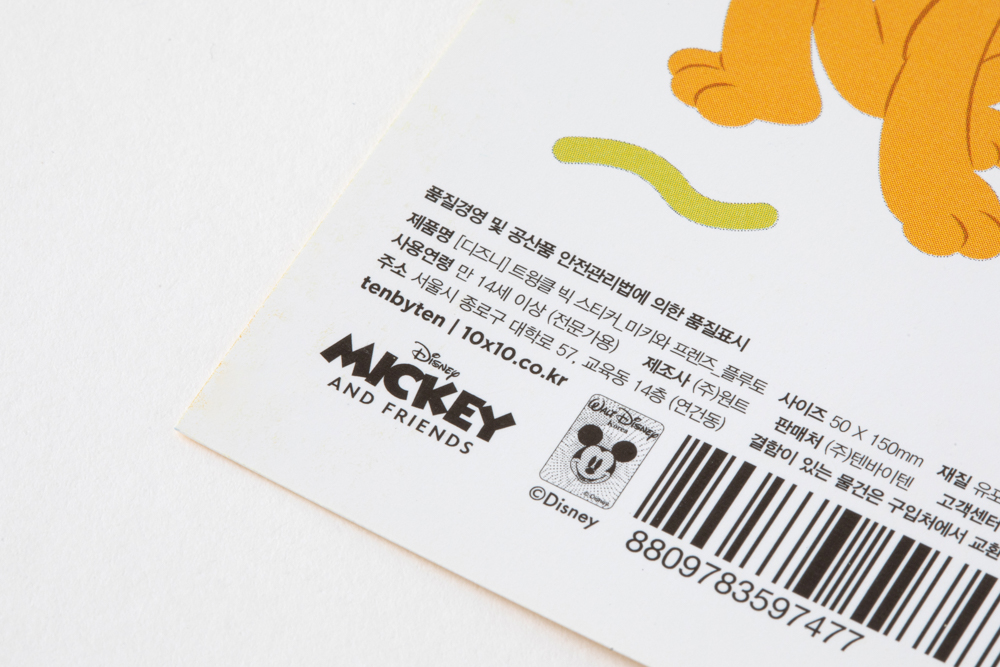 품질경영 및 공산품 안전관리법에 의한 품질표시
제품명 [디즈니] 트윙클 빅 스티커_미키와 프렌즈_플루토 사이즈 50 X 150mm 재질
사용연령 만 14세 이상 (전문가용) 제조사 (주)원트 판매처 (주)텐바이텐 고객센터
주소 서울시 종로구 대학로 57, 교육동 14층 (연건동) 결함이 있는 물건은 구입처에서 교환
tenbyten | 10x10.co.kr
Disney
MICKEY
AND FRIENDS
WALT DISNEY
Korea
©Disney
©Disney
8809783597477